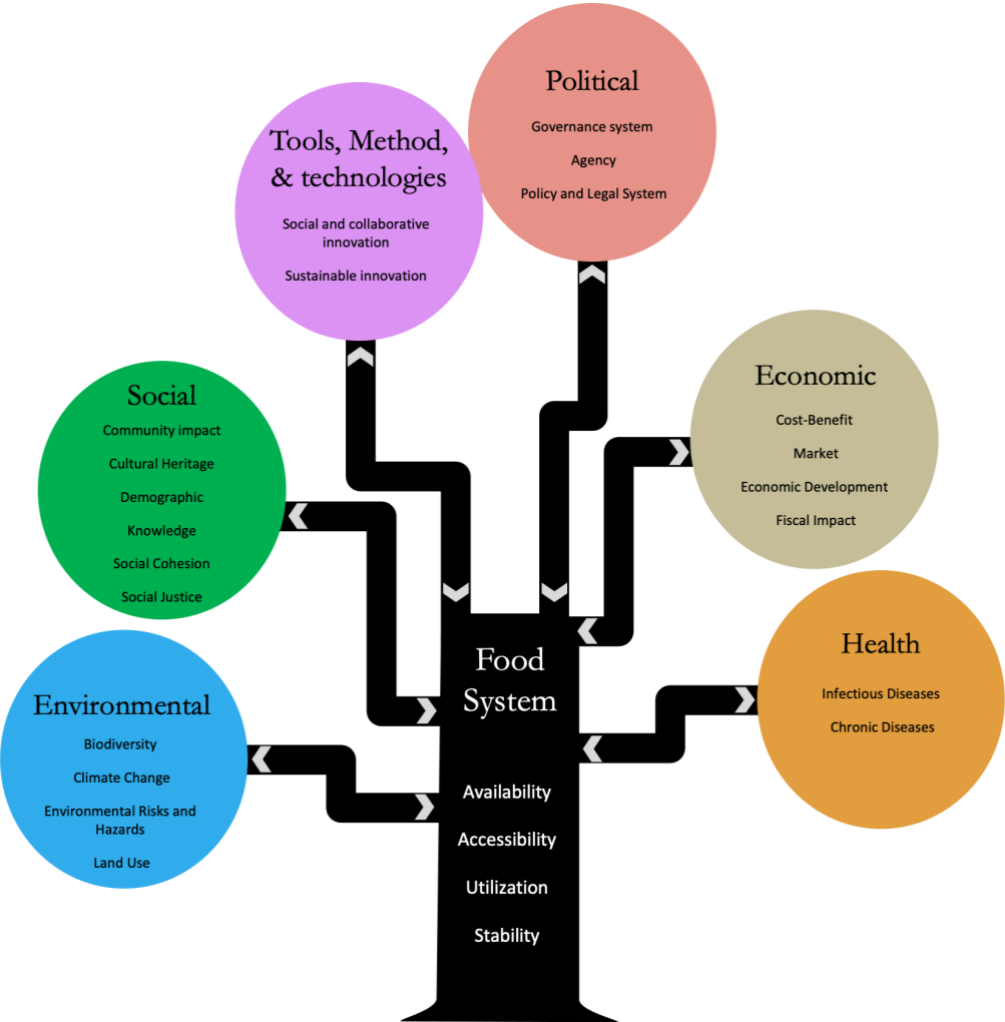 Political
Governance system
Agency
Policy and Legal System
Tools, Method,
& technologies
Social and collaborative
innovation
Sustainable innovation
Economic
Cost-Benefit
Market
Economic Development
Fiscal Impact
Social
Community impact
Cultural Heritage
Demographic
Knowledge
Social Cohesion
Social Justice
Health
Infectious Diseases
Chronic Diseases
Environmental
Biodiversity
Climate Change
Environmental Risks and
Hazards
Land Use
Food
System
Availability
Accessibility
Utilization
Stability